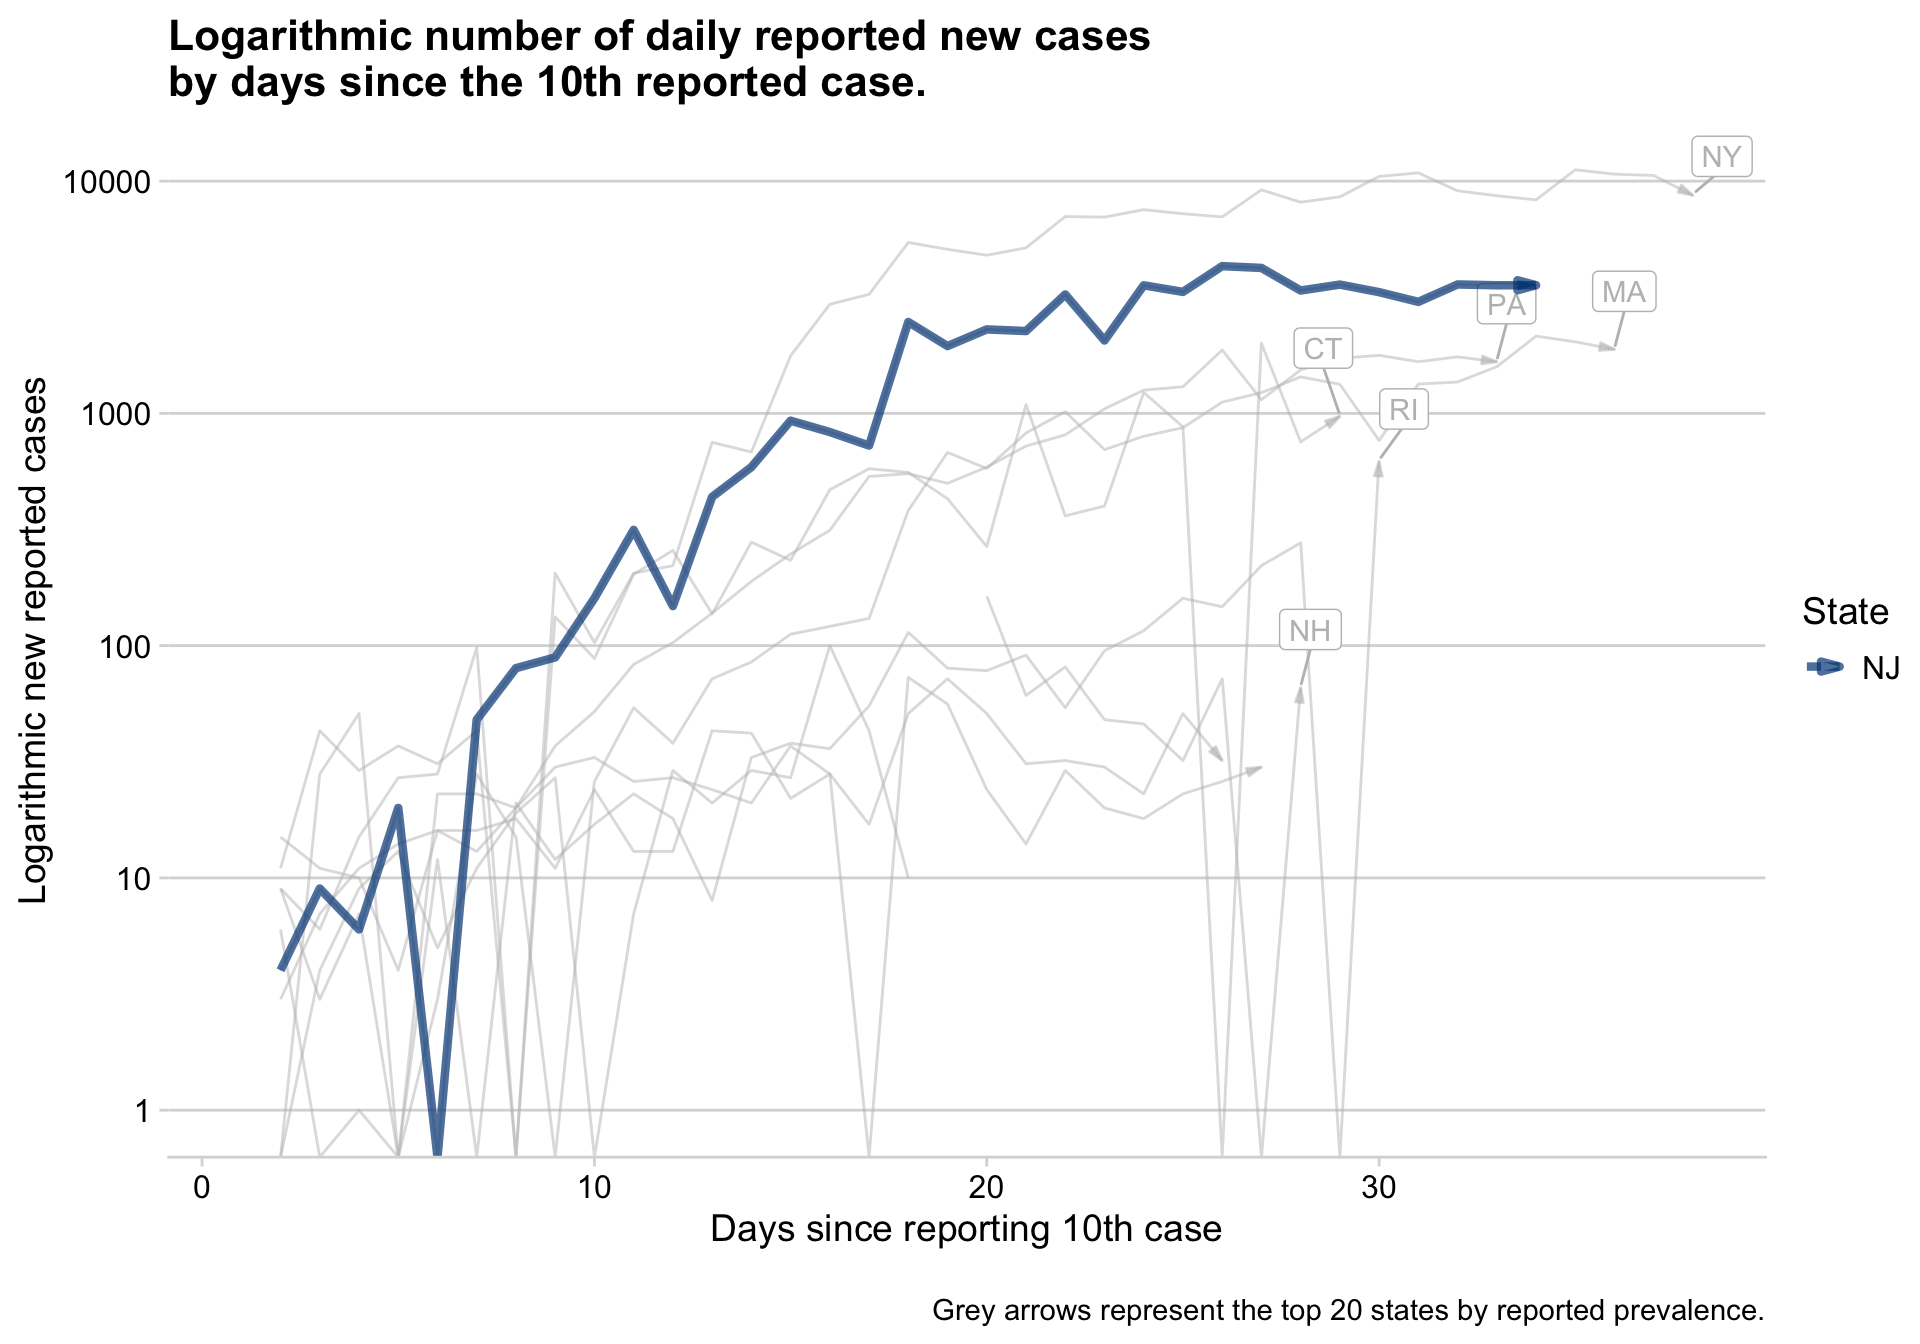 Logarithmic number of daily reported new cases
by days since the 10th reported case.
NY
10000
MA
PA
CT
RI
1000
Logarithmic new reported cases
State
NJ
NH
100
10
1
0 10 20 30
Days since reporting 10th case
Grey arrows represent the top 20 states by reported prevalence.